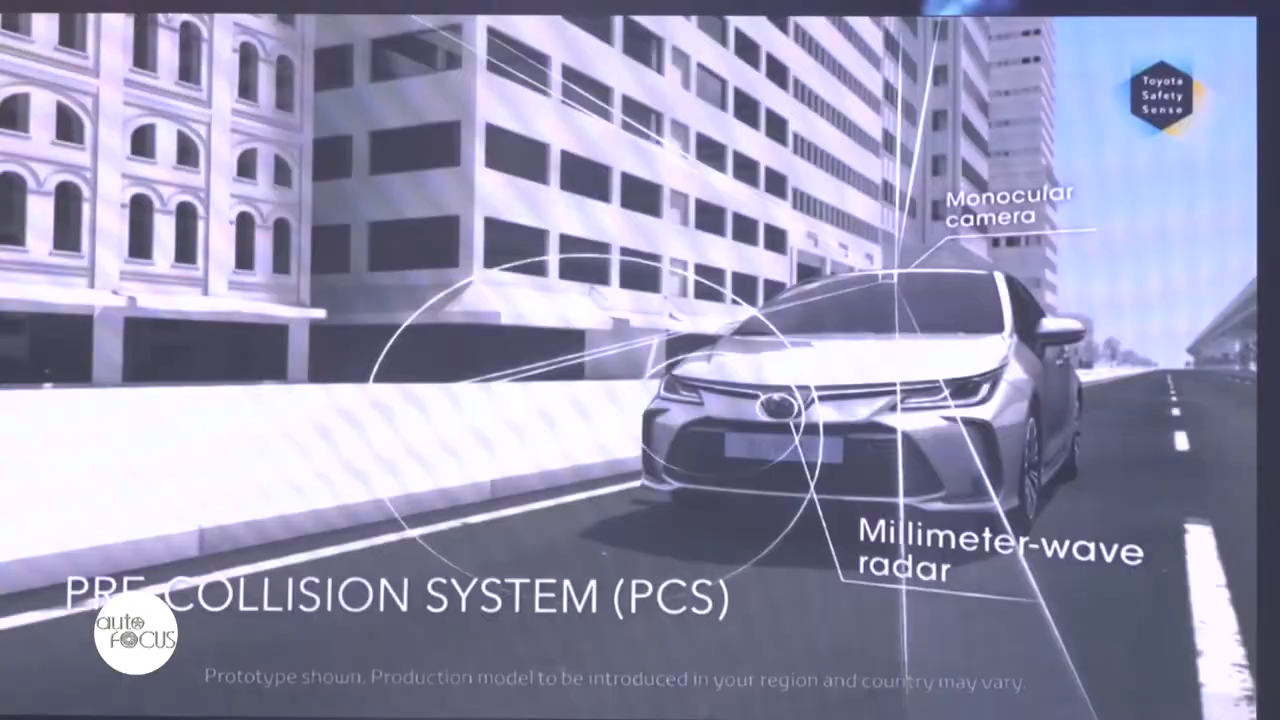 Toyota
Safety
Sense
Monocular
camera
Millimeter-wave
radar
PRE-COLLISION SYSTEM (PCS)
auto
FOCUS
Prototype shown. Production model to be introduced in your region and country may vary.